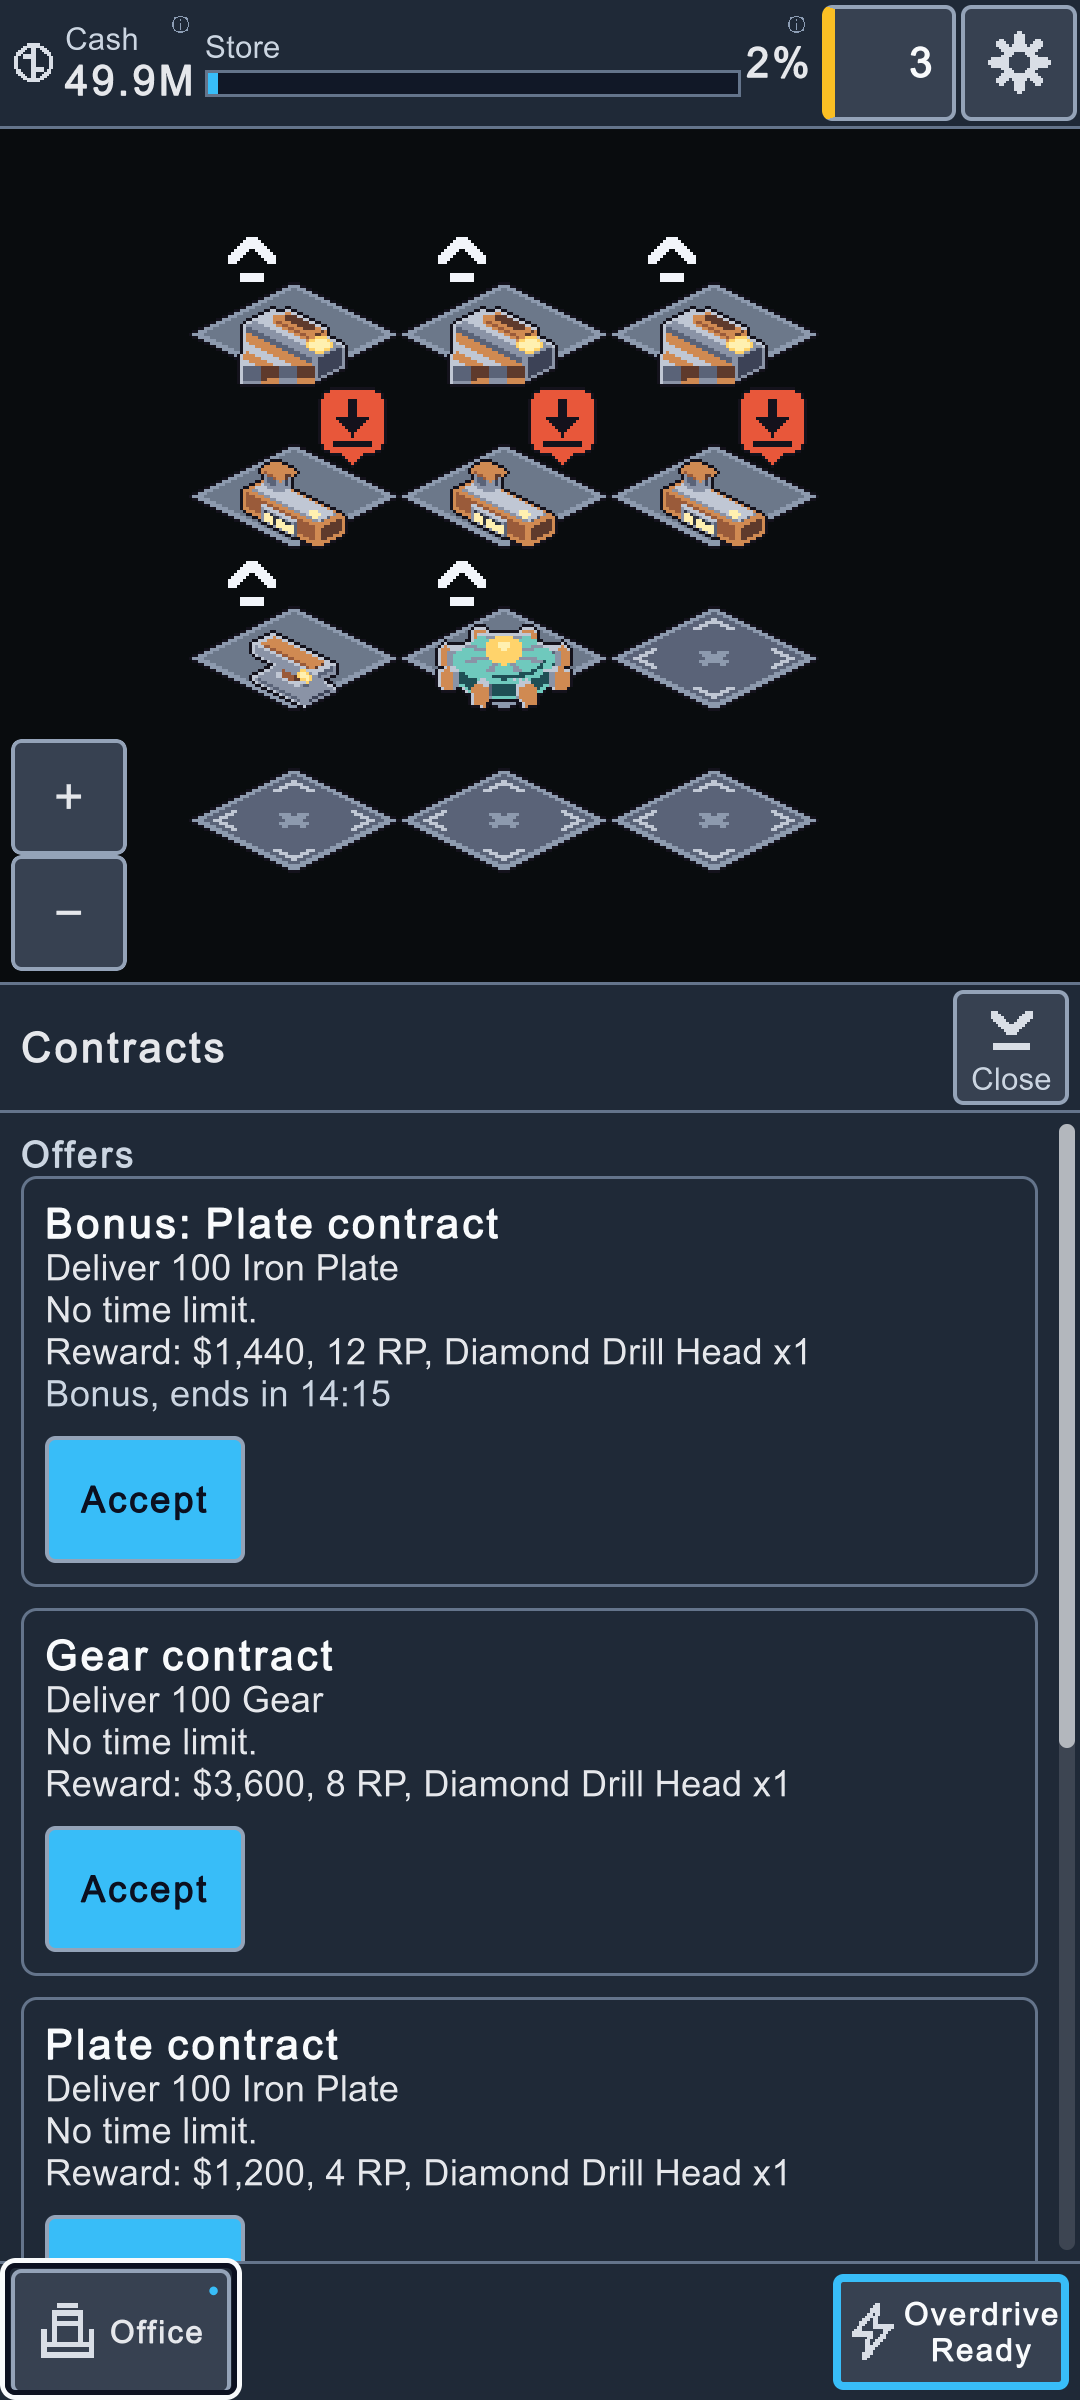 Cash
49.9M
Store
2%
3
+
−
Contracts
Close
Offers
Bonus: Plate contract
Deliver 100 Iron Plate
No time limit.
Reward: $1,440, 12 RP, Diamond Drill Head x1
Bonus, ends in 14:15
Accept
Gear contract
Deliver 100 Gear
No time limit.
Reward: $3,600, 8 RP, Diamond Drill Head x1
Accept
Plate contract
Deliver 100 Iron Plate
No time limit.
Reward: $1,200, 4 RP, Diamond Drill Head x1
Office
Overdrive
Ready